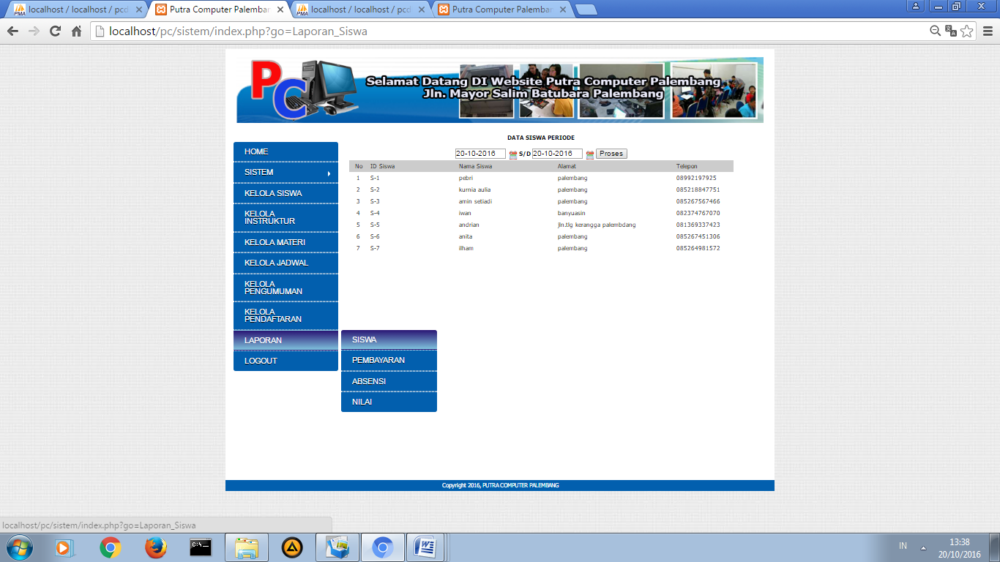 localhost / localhost / pcd
Putra Computer Palemban
localhost / localhost / pcd
Putra Computer Palemban
localhost/pc/sistem/index.php?go=Laporan_Siswa
PC
Selamat Datang DI Website Putra Computer Palembang
Jln. Mayor Salim Batubara Palembang
HOME
SISTEM
KELOLA SISWA
KELOLA
INSTRUKTUR
KELOLA MATERI
KELOLA JADWAL
KELOLA
PENGUMUMAN
KELOLA
PENDAFTARAN
LAPORAN
LOGOUT
SISWA
PEMBAYARAN
ABSENSI
NILAI
DATA SISWA PERIODE
20-10-2016 S/D 20-10-2016 Proses
No ID Siswa Nama Siswa Alamat Telepon
1 S-1 pebri palembang 08992197925
2 S-2 kurnia aulia palembang 085218847751
3 S-3 amin setiadi palembang 085267567466
4 S-4 iwan banyuasin 082374767070
5 S-5 andrian jln.tlg kerangga palembdang 081369337423
6 S-6 anita palembang 085267451306
7 S-7 ilham palembang 085264981572
Copyright 2016, PUTRA COMPUTER PALEMBANG
localhost/pc/sistem/index.php?go=Laporan_Siswa
IN
13:38
20/10/2016